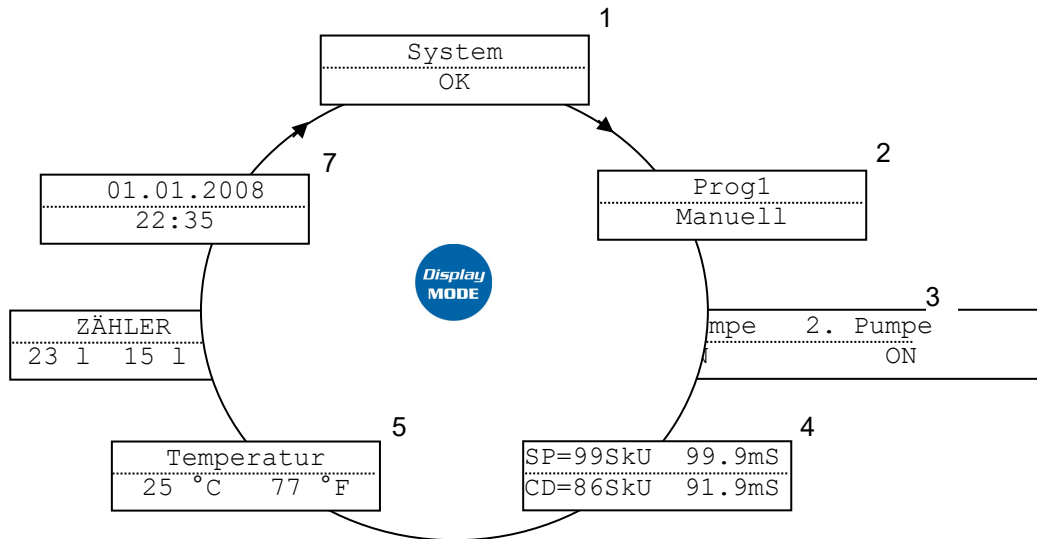 1
System
OK
2
Prog1
Manuell
3
2. Pumpe
ON
4
SP=99SkU 99.9mS
CD=86SkU 91.9mS
5
Temperatur
25 °C 77 °F
ZÄHLER
23 l 15 l
7
01.01.2008
22:35
Display
MODE